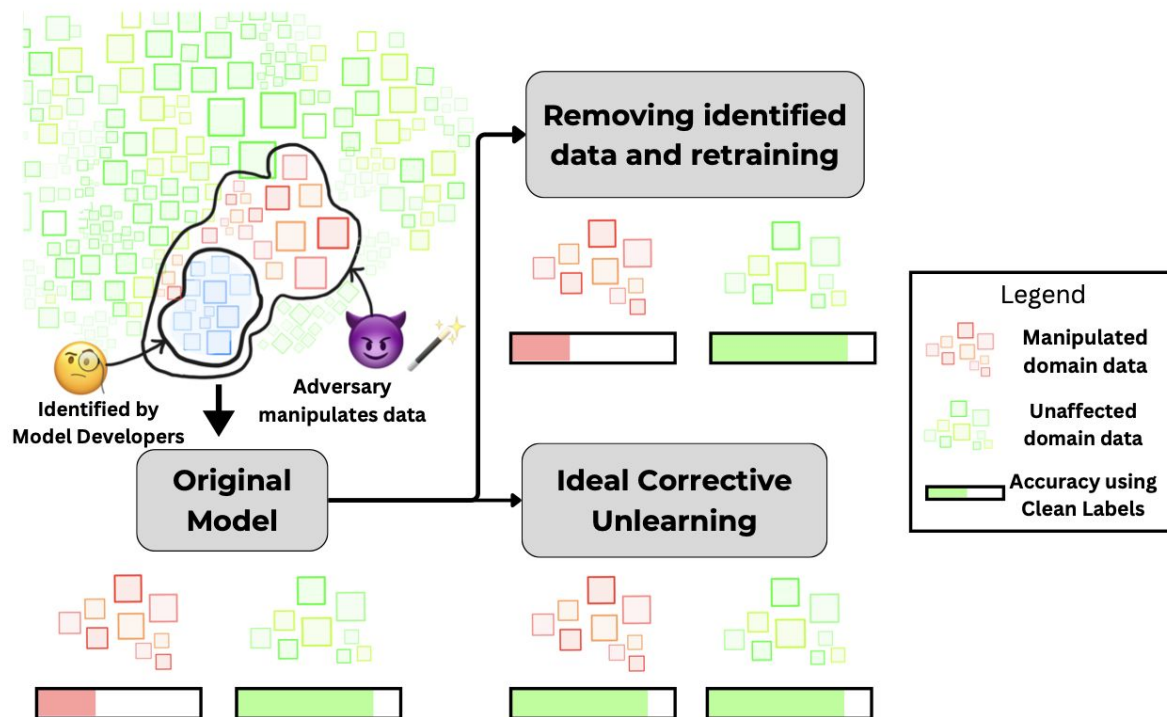 Removing identified
data and retraining
Identified by
Model Developers
Adversary
manipulates data
Original
Model
Ideal Corrective
Unlearning
Legend
Manipulated
domain data
Unaffected
domain data
Accuracy using
Clean Labels